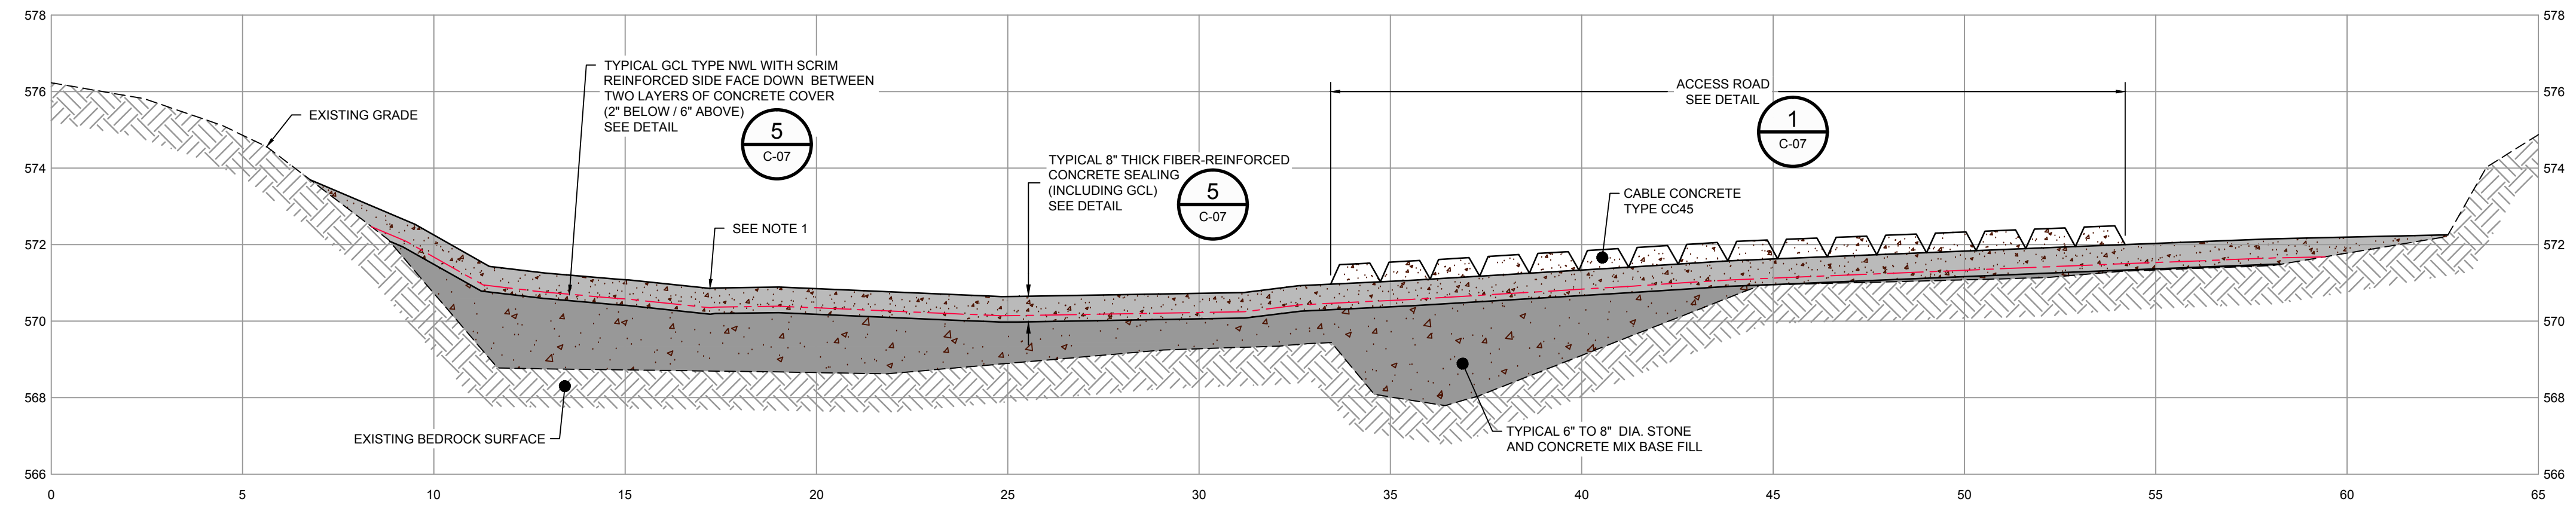 578
578
TYPICAL GCL TYPE NWL WITH SCRIM
REINFORCED SIDE FACE DOWN BETWEEN
TWO LAYERS OF CONCRETE COVER
(2" BELOW / 6" ABOVE)
SEE DETAIL
5
C-07
ACCESS ROAD
SEE DETAIL
1
C-07
576
576
EXISTING GRADE
TYPICAL 8" THICK FIBER-REINFORCED
CONCRETE SEALING
(INCLUDING GCL)
SEE DETAIL
5
C-07
574
574
CABLE CONCRETE
TYPE CC45
SEE NOTE 1
572
572
570
570
568
568
EXISTING BEDROCK SURFACE
TYPICAL 6" TO 8" DIA. STONE
AND CONCRETE MIX BASE FILL
566
566
0 5 10 15 20 25 30 35 40 45 50 55 60 65